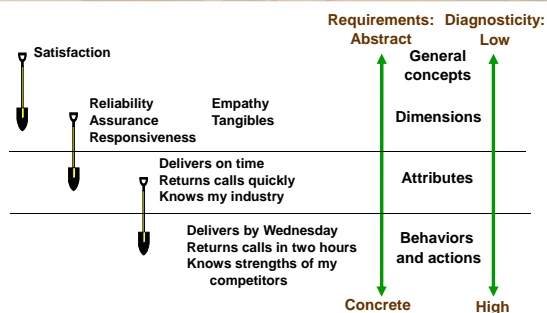 Requirements: Diagnosticity:
Abstract Low
Satisfaction
General
concepts
Reliability Empathy
Assurance Tangibles
Responsiveness
Dimensions
Delivers on time
Returns calls quickly
Knows my industry
Attributes
Delivers by Wednesday
Returns calls in two hours
Knows strengths of my
competitors
Behaviors
and actions
Concrete High